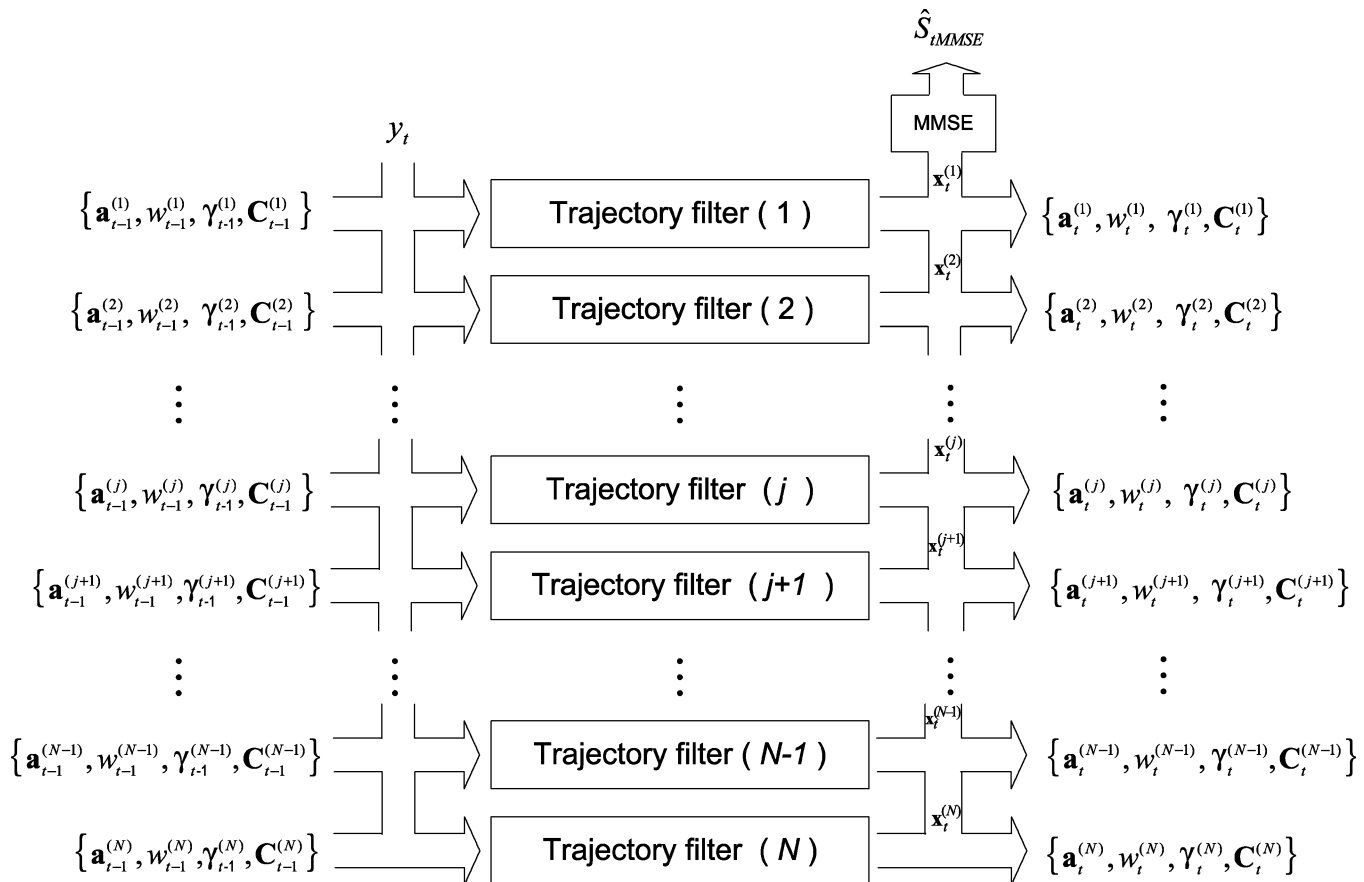 Ŝ_{tMMSE}
MMSE
y_t
x_t^{(1)}
{a_{t-1}^{(1)}, w_{t-1}^{(1)}, γ_{t-1}^{(1)}, C_{t-1}^{(1)}} Trajectory filter ( 1 ) {a_t^{(1)}, w_t^{(1)}, γ_t^{(1)}, C_t^{(1)}}
x_t^{(2)}
{a_{t-1}^{(2)}, w_{t-1}^{(2)}, γ_{t-1}^{(2)}, C_{t-1}^{(2)}} Trajectory filter ( 2 ) {a_t^{(2)}, w_t^{(2)}, γ_t^{(2)}, C_t^{(2)}}
⋮ ⋮ ⋮ ⋮ ⋮
x_t^{(j)}
{a_{t-1}^{(j)}, w_{t-1}^{(j)}, γ_{t-1}^{(j)}, C_{t-1}^{(j)}} Trajectory filter ( j ) {a_t^{(j)}, w_t^{(j)}, γ_t^{(j)}, C_t^{(j)}}
x_t^{(j+1)}
{a_{t-1}^{(j+1)}, w_{t-1}^{(j+1)}, γ_{t-1}^{(j+1)}, C_{t-1}^{(j+1)}} Trajectory filter ( j+1 ) {a_t^{(j+1)}, w_t^{(j+1)}, γ_t^{(j+1)}, C_t^{(j+1)}}
⋮ ⋮ ⋮ ⋮ ⋮
x_t^{(N-1)}
{a_{t-1}^{(N-1)}, w_{t-1}^{(N-1)}, γ_{t-1}^{(N-1)}, C_{t-1}^{(N-1)}} Trajectory filter ( N-1 ) {a_t^{(N-1)}, w_t^{(N-1)}, γ_t^{(N-1)}, C_t^{(N-1)}}
x_t^{(N)}
{a_{t-1}^{(N)}, w_{t-1}^{(N)}, γ_{t-1}^{(N)}, C_{t-1}^{(N)}} Trajectory filter ( N ) {a_t^{(N)}, w_t^{(N)}, γ_t^{(N)}, C_t^{(N)}}